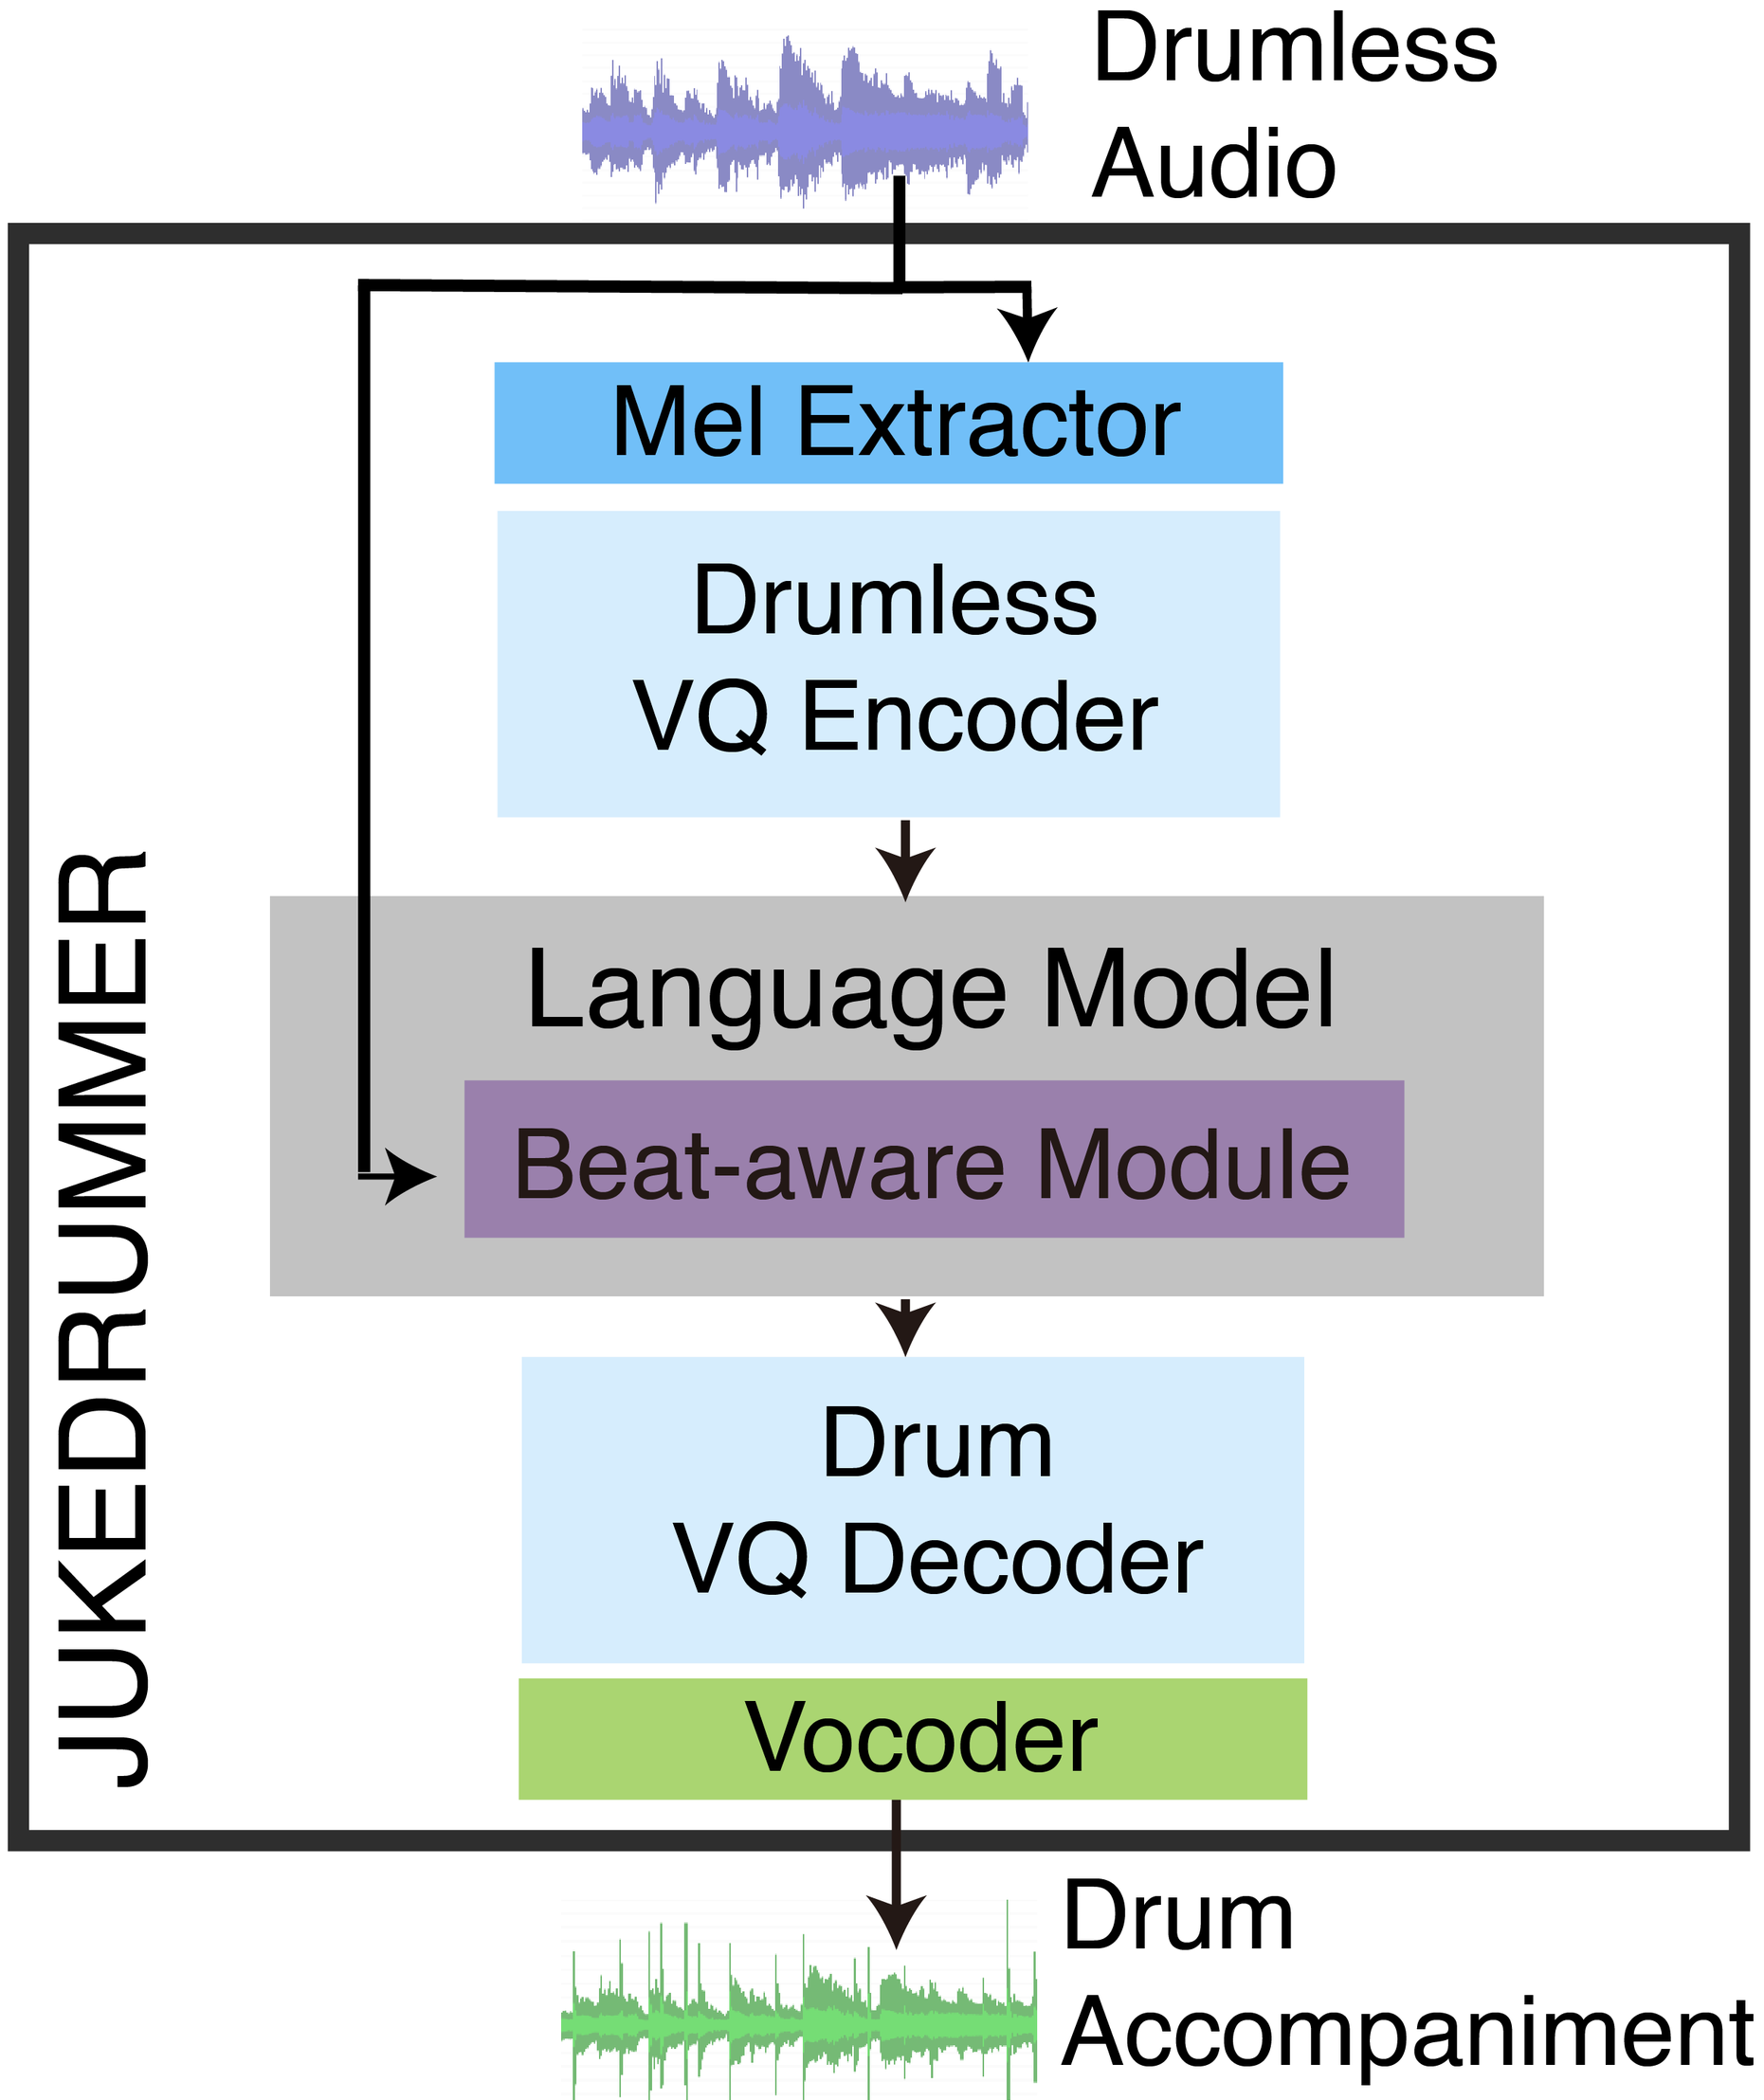 Drumless
Audio
Mel Extractor
Drumless
VQ Encoder
Language Model
Beat-aware Module
Drum
VQ Decoder
Vocoder
JUKEDRUMMER
Drum
Accompaniment